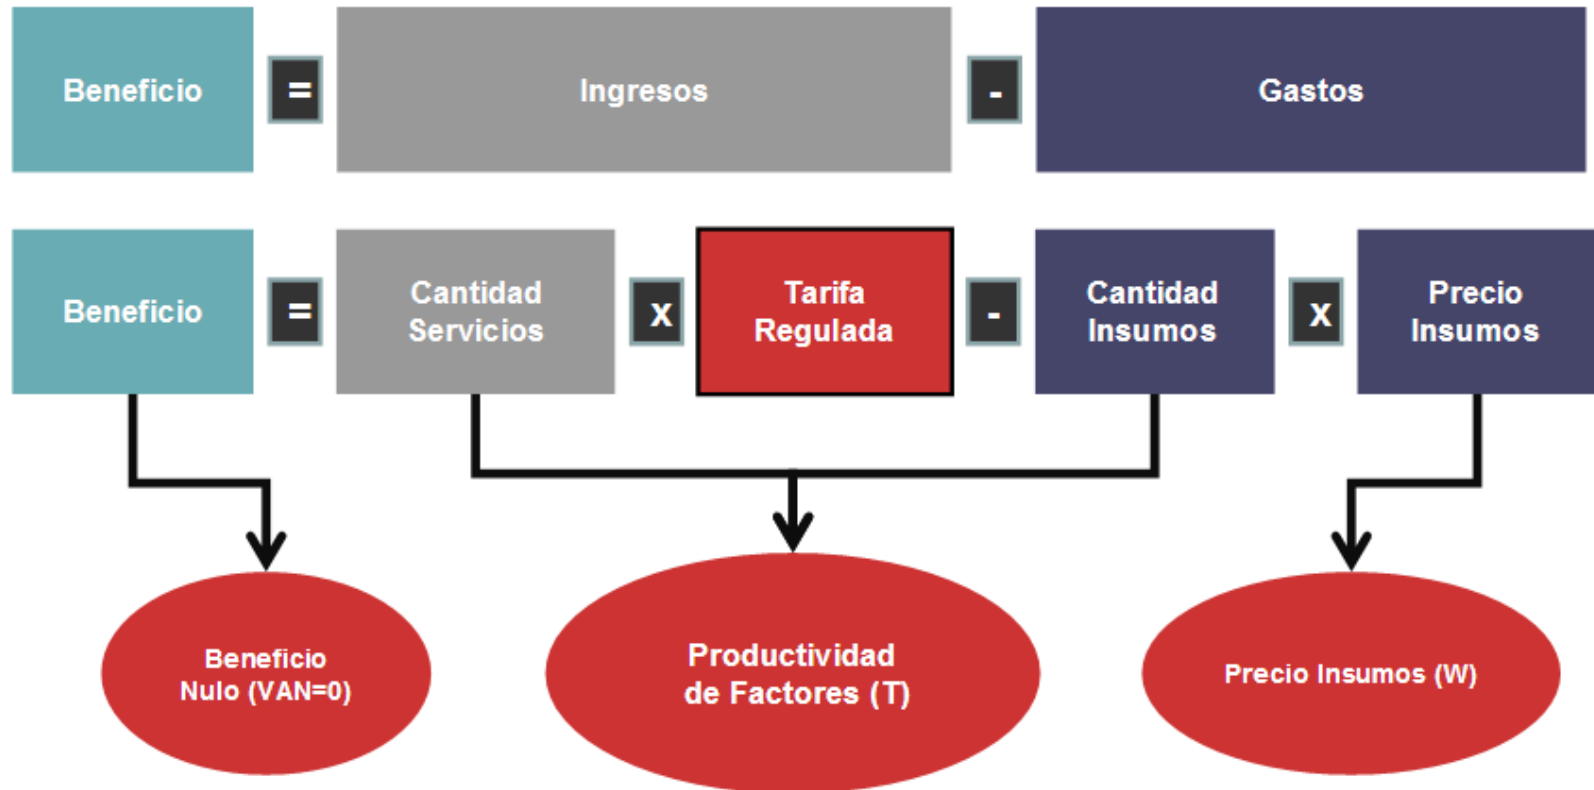 Beneficio = Ingresos - Gastos
Beneficio = Cantidad Servicios x Tarifa Regulada - Cantidad Insumos x Precio Insumos
Beneficio
Nulo (VAN=0)
Productividad
de Factores (T)
Precio Insumos (W)